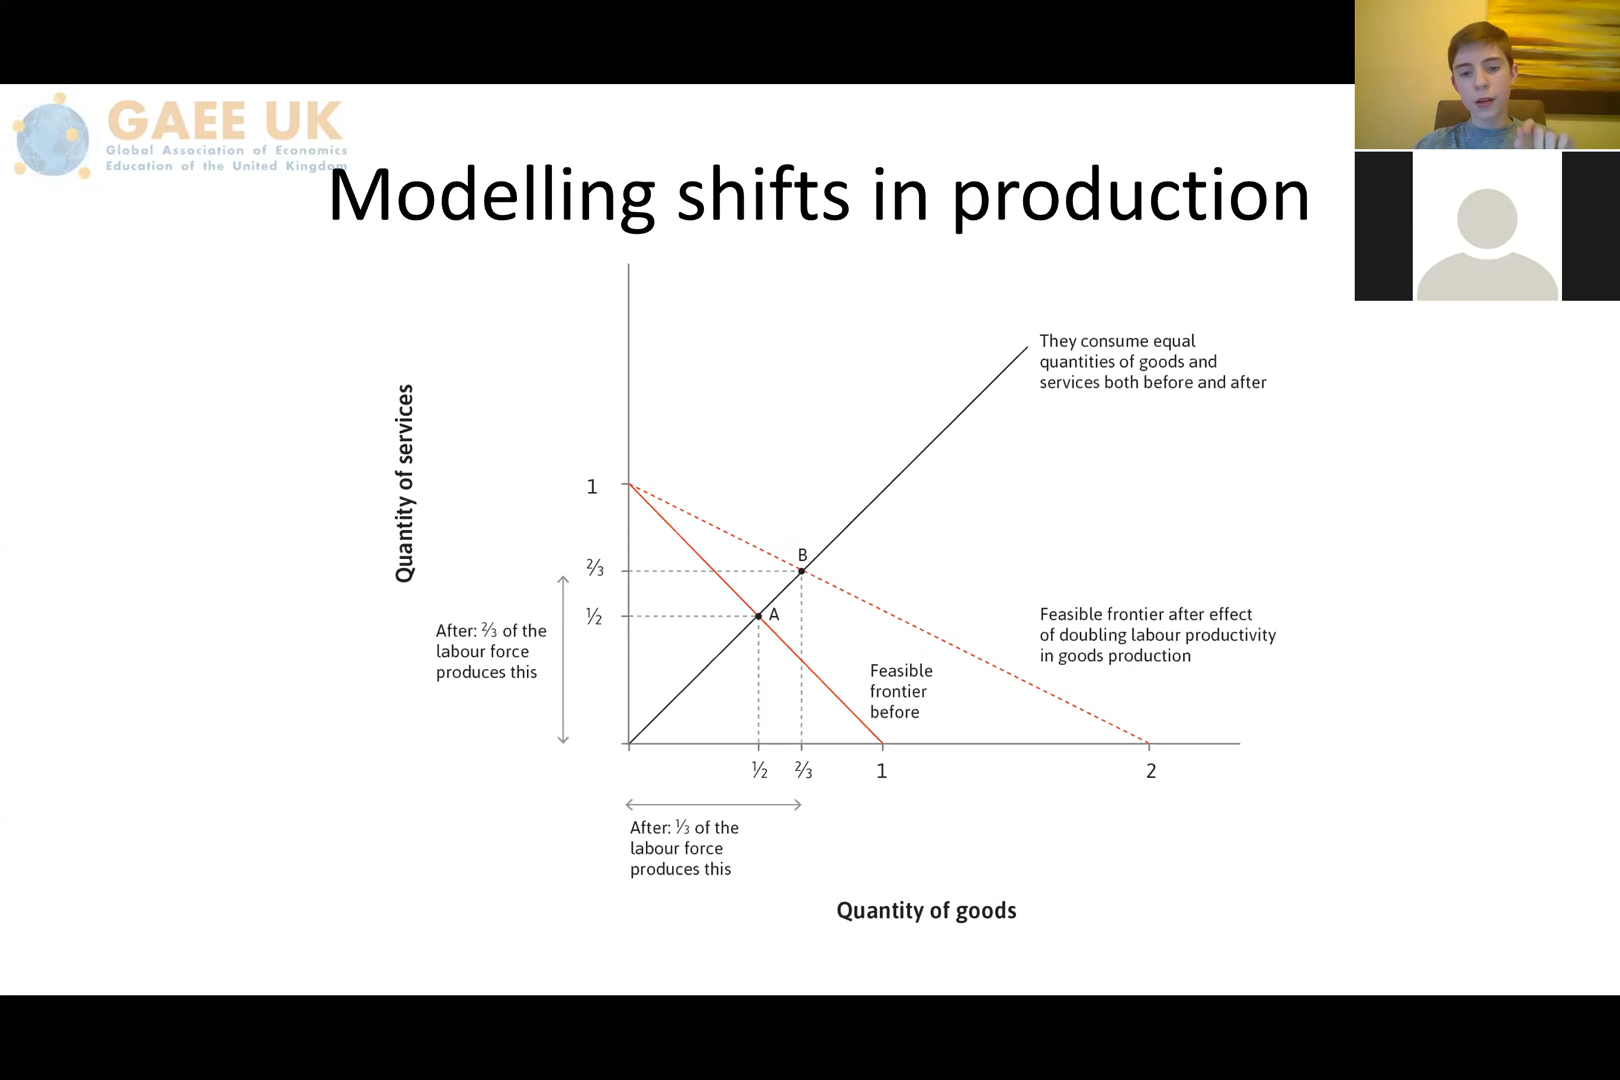 GAEE UK
Global Association of Economics
Education of the United Kingdom
Modelling shifts in production
They consume equal
quantities of goods and
services both before and after
Quantity of services
1
B
⅔
½
A
After: ⅔ of the
labour force
produces this
Feasible frontier after effect
of doubling labour productivity
in goods production
Feasible
frontier
before
½ ⅔ 1 2
After: ⅓ of the
labour force
produces this
Quantity of goods